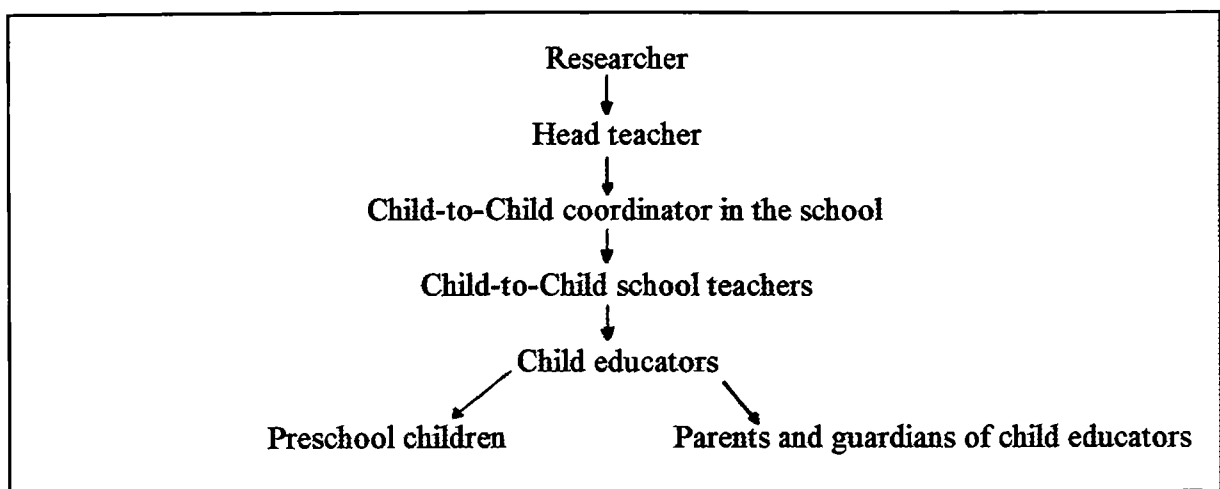 Researcher
Head teacher
Child-to-Child coordinator in the school
Child-to-Child school teachers
Child educators
Preschool children Parents and guardians of child educators